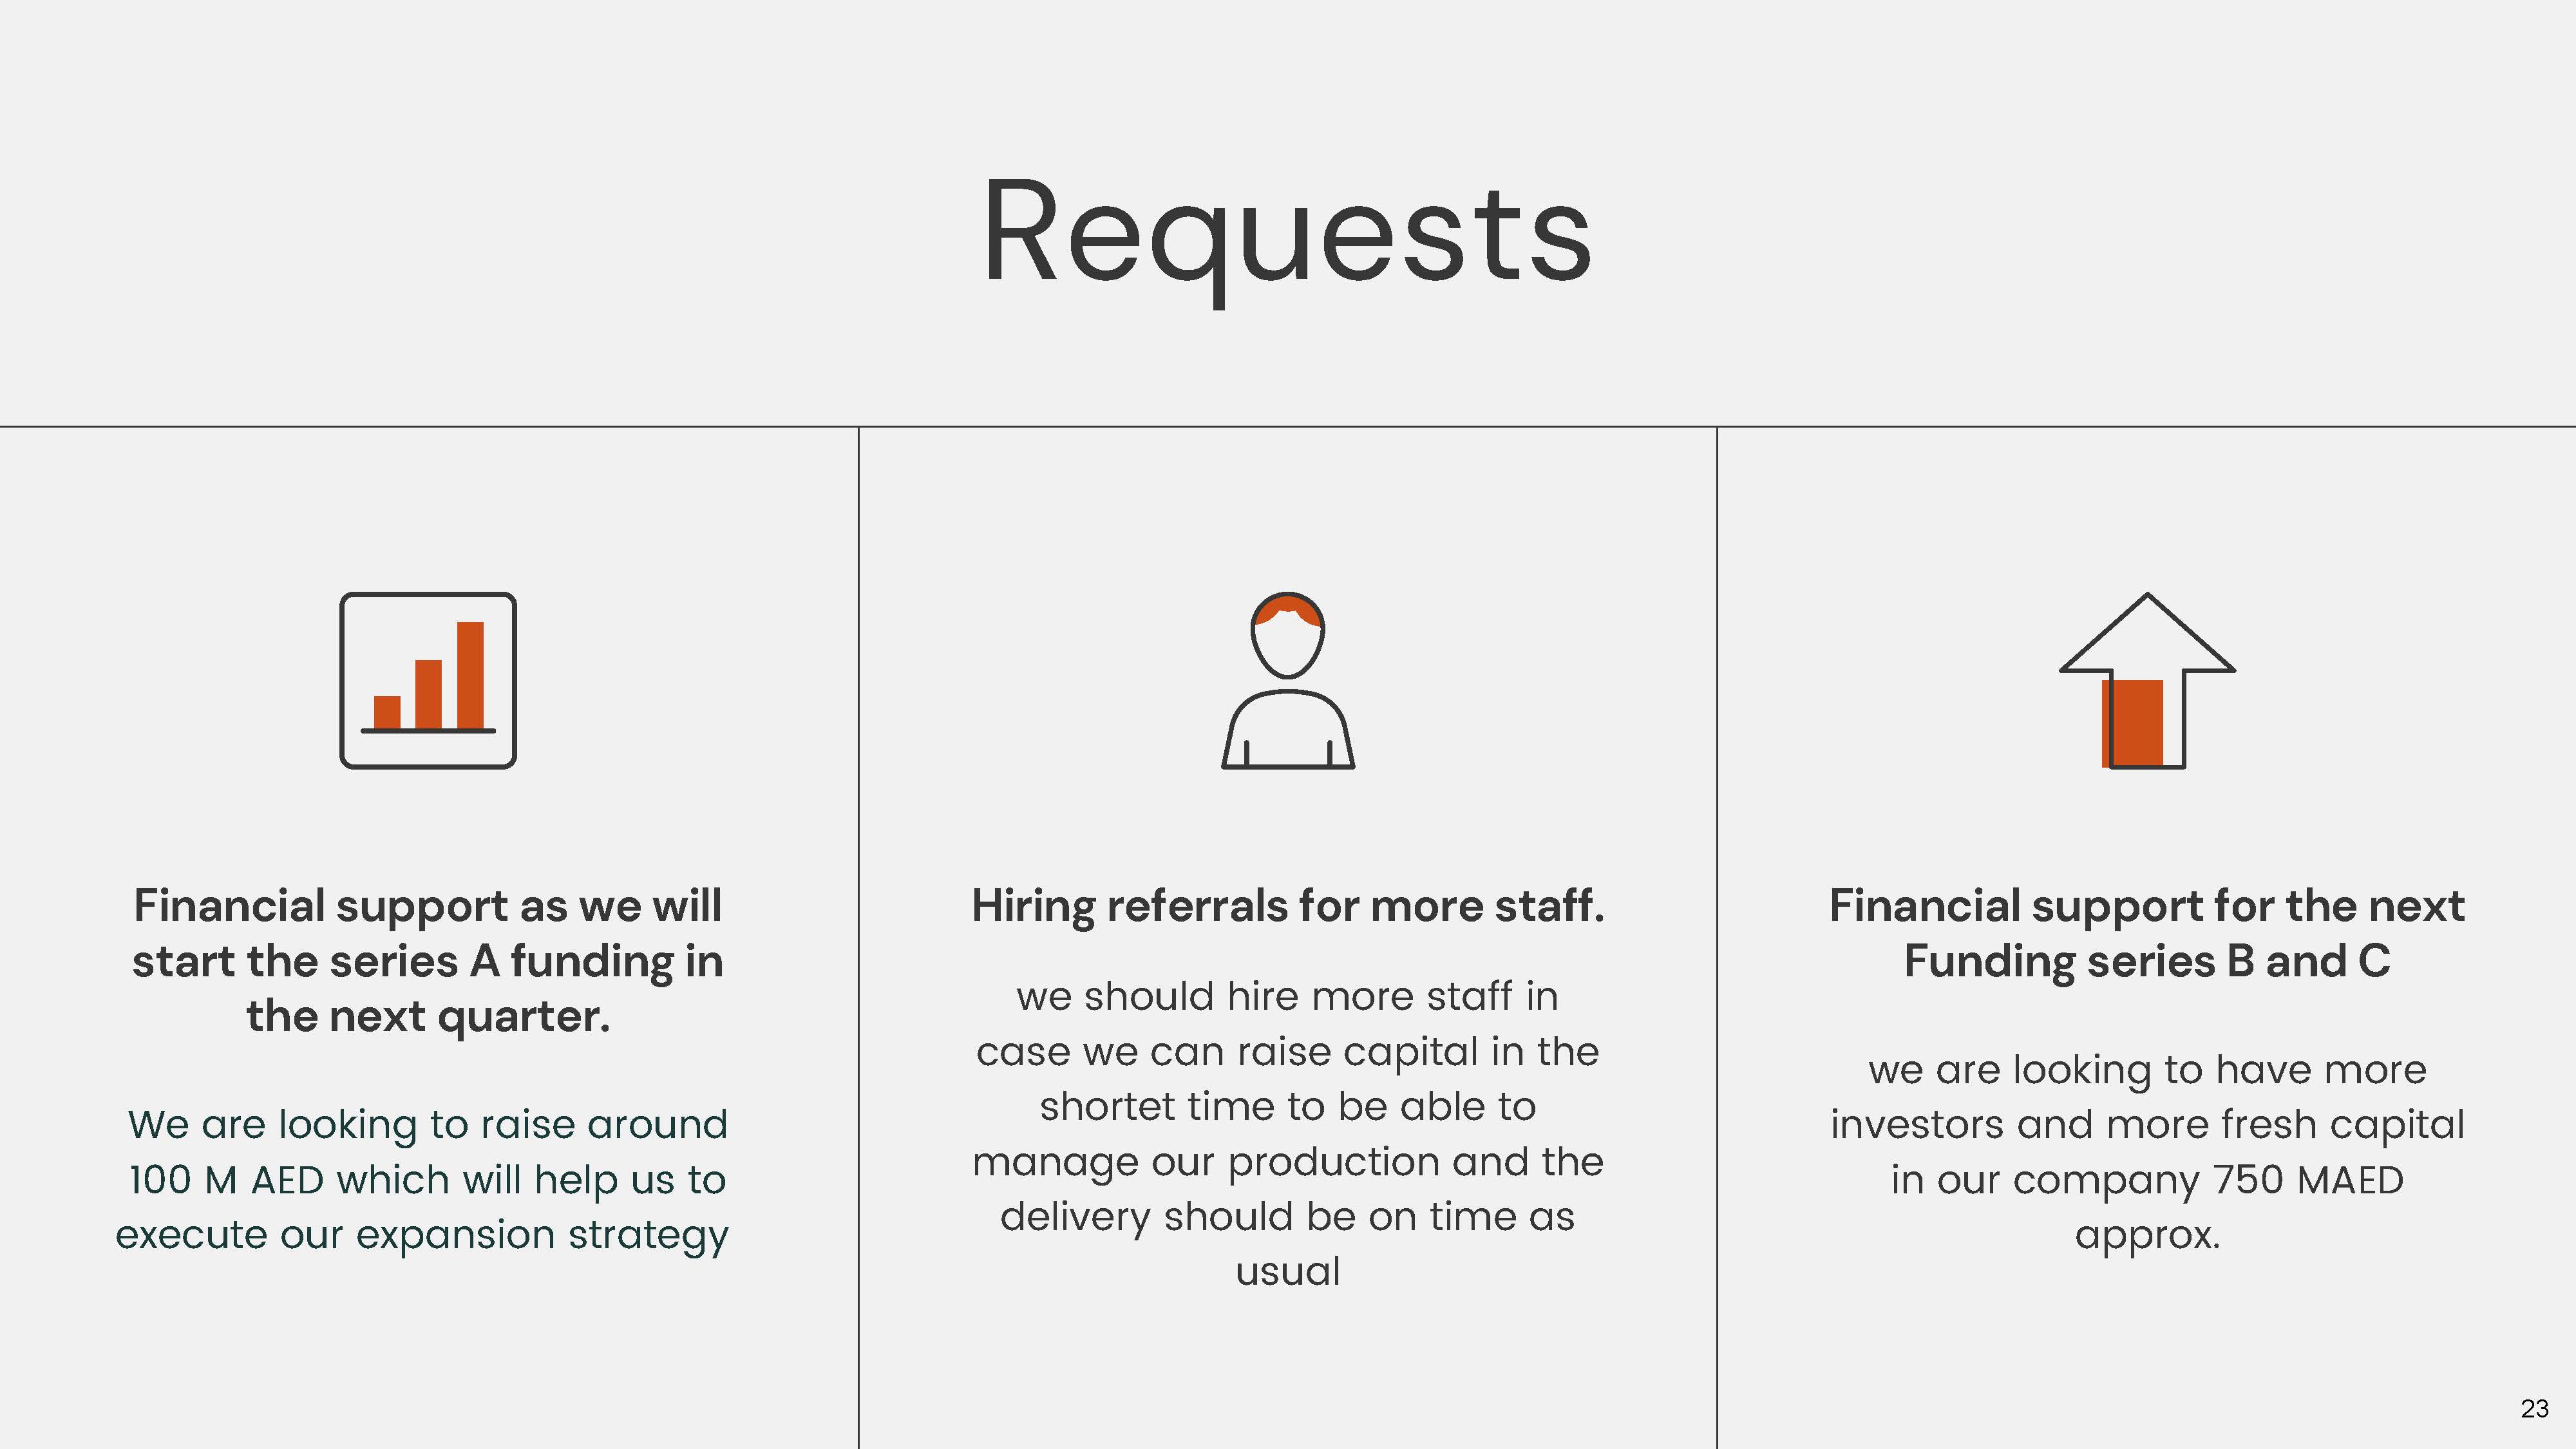 Requests
Financial support as we will
start the series A funding in
the next quarter.
We are looking to raise around
100 M AED which will help us to
execute our expansion strategy
Hiring referrals for more staff.
we should hire more staff in
case we can raise capital in the
shortet time to be able to
manage our production and the
delivery should be on time as
usual
Financial support for the next
Funding series B and C
we are looking to have more
investors and more fresh capital
in our company 750 MAED
approx.
23